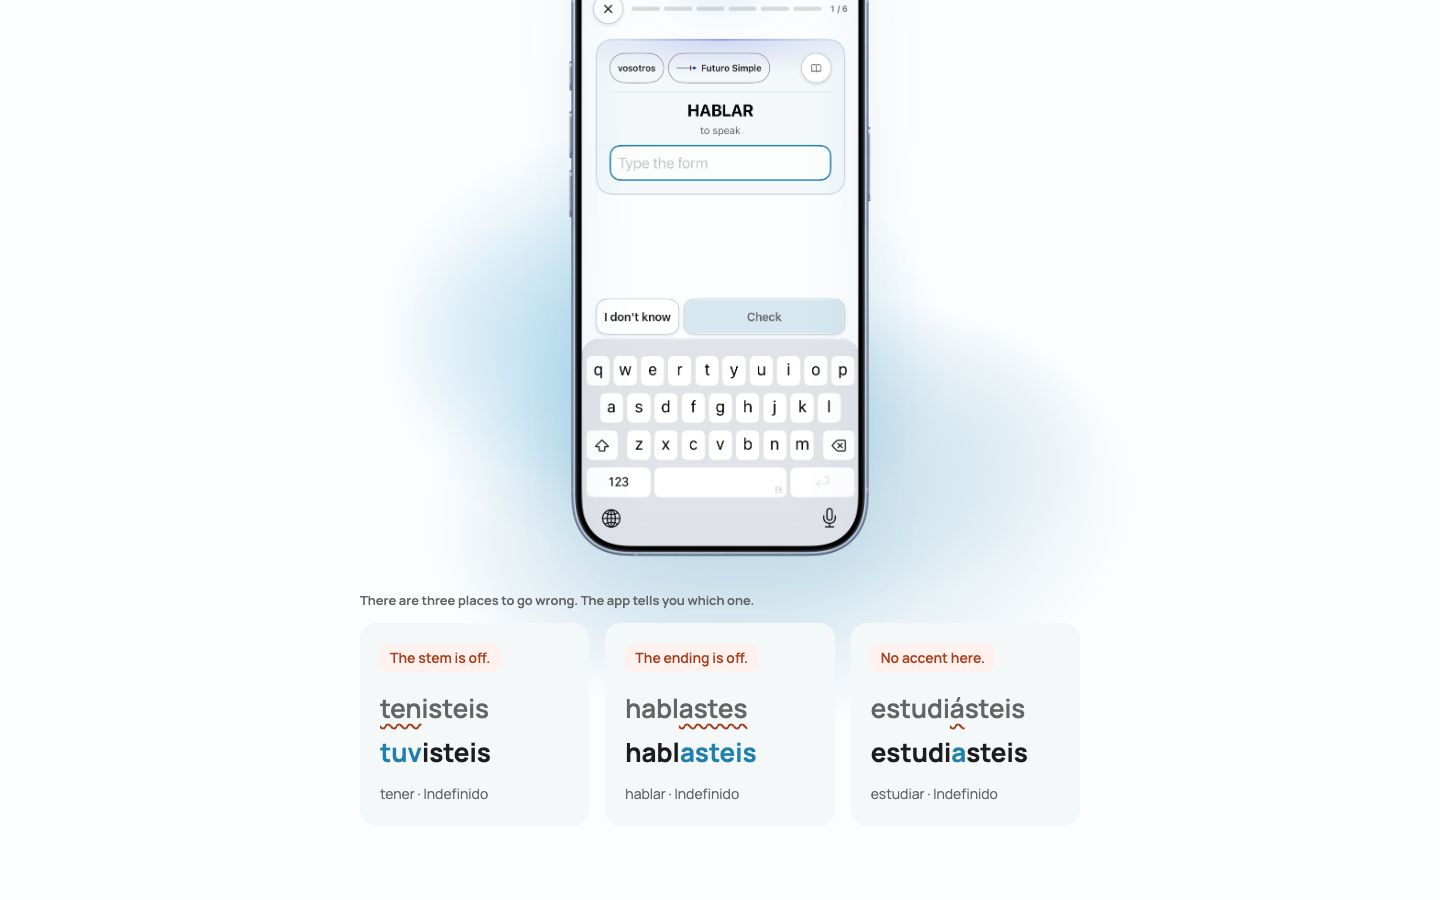 1 / 6
vosotros
Futuro Simple
HABLAR
to speak
Type the form
I don't know
Check
q w e r t y u i o p
a s d f g h j k l
z x c v b n m
123
EN
There are three places to go wrong. The app tells you which one.
The stem is off.
tenisteis
tuvisteis
tener · Indefinido
The ending is off.
hablastes
hablasteis
hablar · Indefinido
No accent here.
estudiásteis
estudiasteis
estudiar · Indefinido